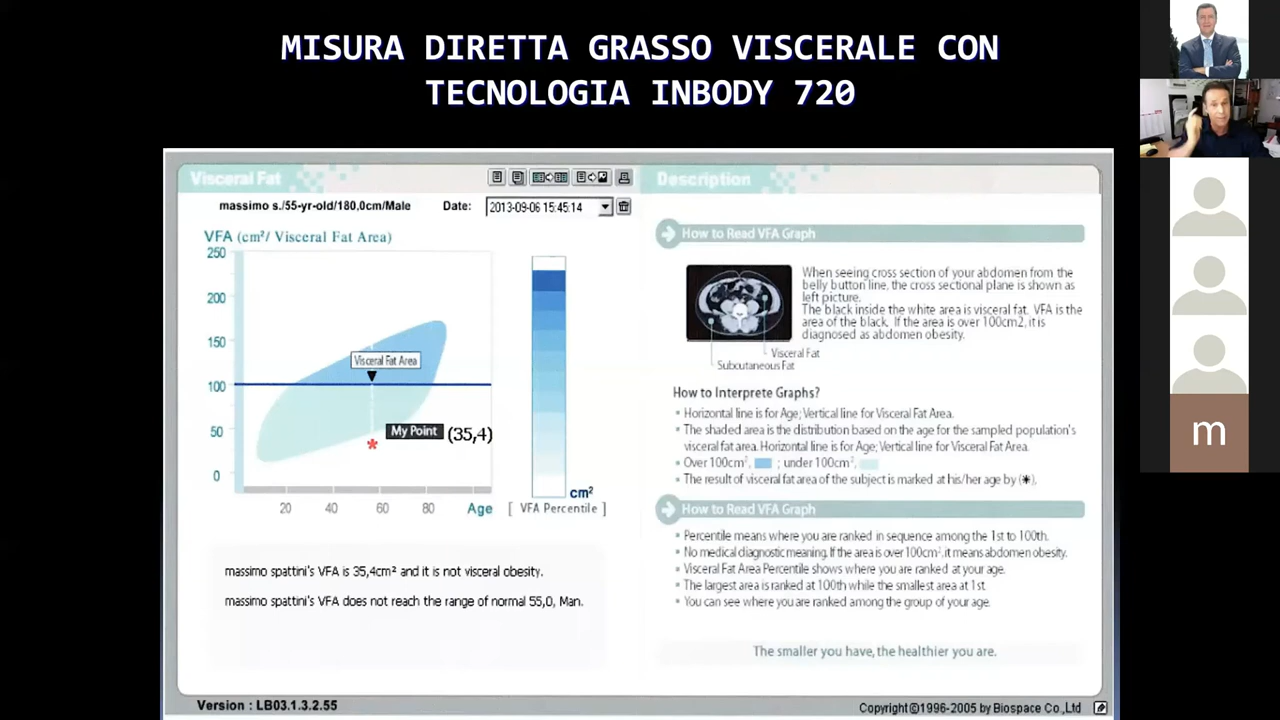 MISURA DIRETTA GRASSO VISCERALE CON
TECNOLOGIA INBODY 720
Visceral Fat
massimo s./55-yr-old/180,0cm/Male
Date:
2013-09-06 15:45:14
VFA (cm²/ Visceral Fat Area)
250
200
150
100
50
0
Visceral Fat Area
My Point
(35,4)
*
20
40
60
80
Age
cm²
[ VFA Percentile ]
massimo spattini's VFA is 35,4cm² and it is not visceral obesity.
massimo spattini's VFA does not reach the range of normal 55,0, Man.
Description
How to Read VFA Graph
When seeing cross section of your abdomen from the
belly button line, the cross sectional plane is shown as
left picture.
The black inside the white area is visceral fat. VFA is the
area of the black. If the area is over 100cm2, it is
diagnosed as abdomen obesity.
Visceral Fat
Subcutaneous Fat
How to Interprete Graphs?
• Horizontal line is for Age; Vertical line for Visceral Fat Area.
• The shaded area is the distribution based on the age for the sampled population's
visceral fat area. Horizontal line is for Age; Vertical line for Visceral Fat Area.
• Over 100cm², ; under 100cm²,
• The result of visceral fat area of the subject is marked at his/her age by (✱).
How to Read VFA Graph
• Percentile means where you are ranked in sequence among the 1st to 100th.
• No medical diagnostic meaning. If the area is over 100cm², it means abdomen obesity.
• Visceral Fat Area Percentile shows where you are ranked at your age.
• The largest area is ranked at 100th while the smallest area at 1st.
• You can see where you are ranked among the group of your age.
The smaller you have, the healthier you are.
Version : LB03.1.3.2.55
Copyright©1996-2005 by Biospace Co.,Ltd
m